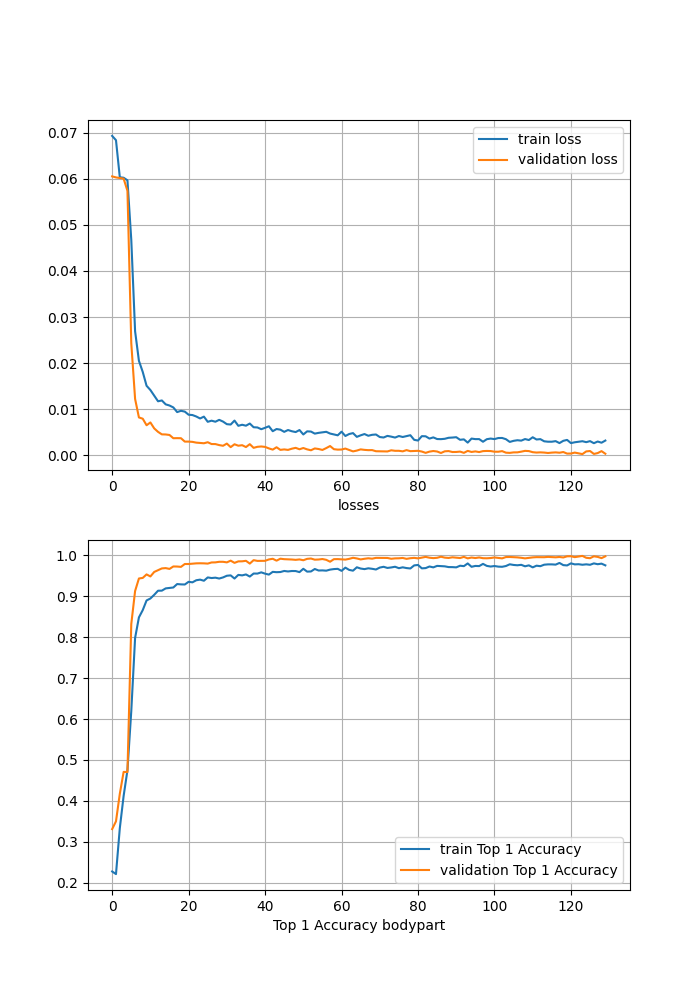 0.07
0.06
0.05
0.04
0.03
0.02
0.01
0.00
train loss
validation loss
0 20 40 60 80 100 120
losses
1.0
0.9
0.8
0.7
0.6
0.5
0.4
0.3
0.2
train Top 1 Accuracy
validation Top 1 Accuracy
0 20 40 60 80 100 120
Top 1 Accuracy bodypart